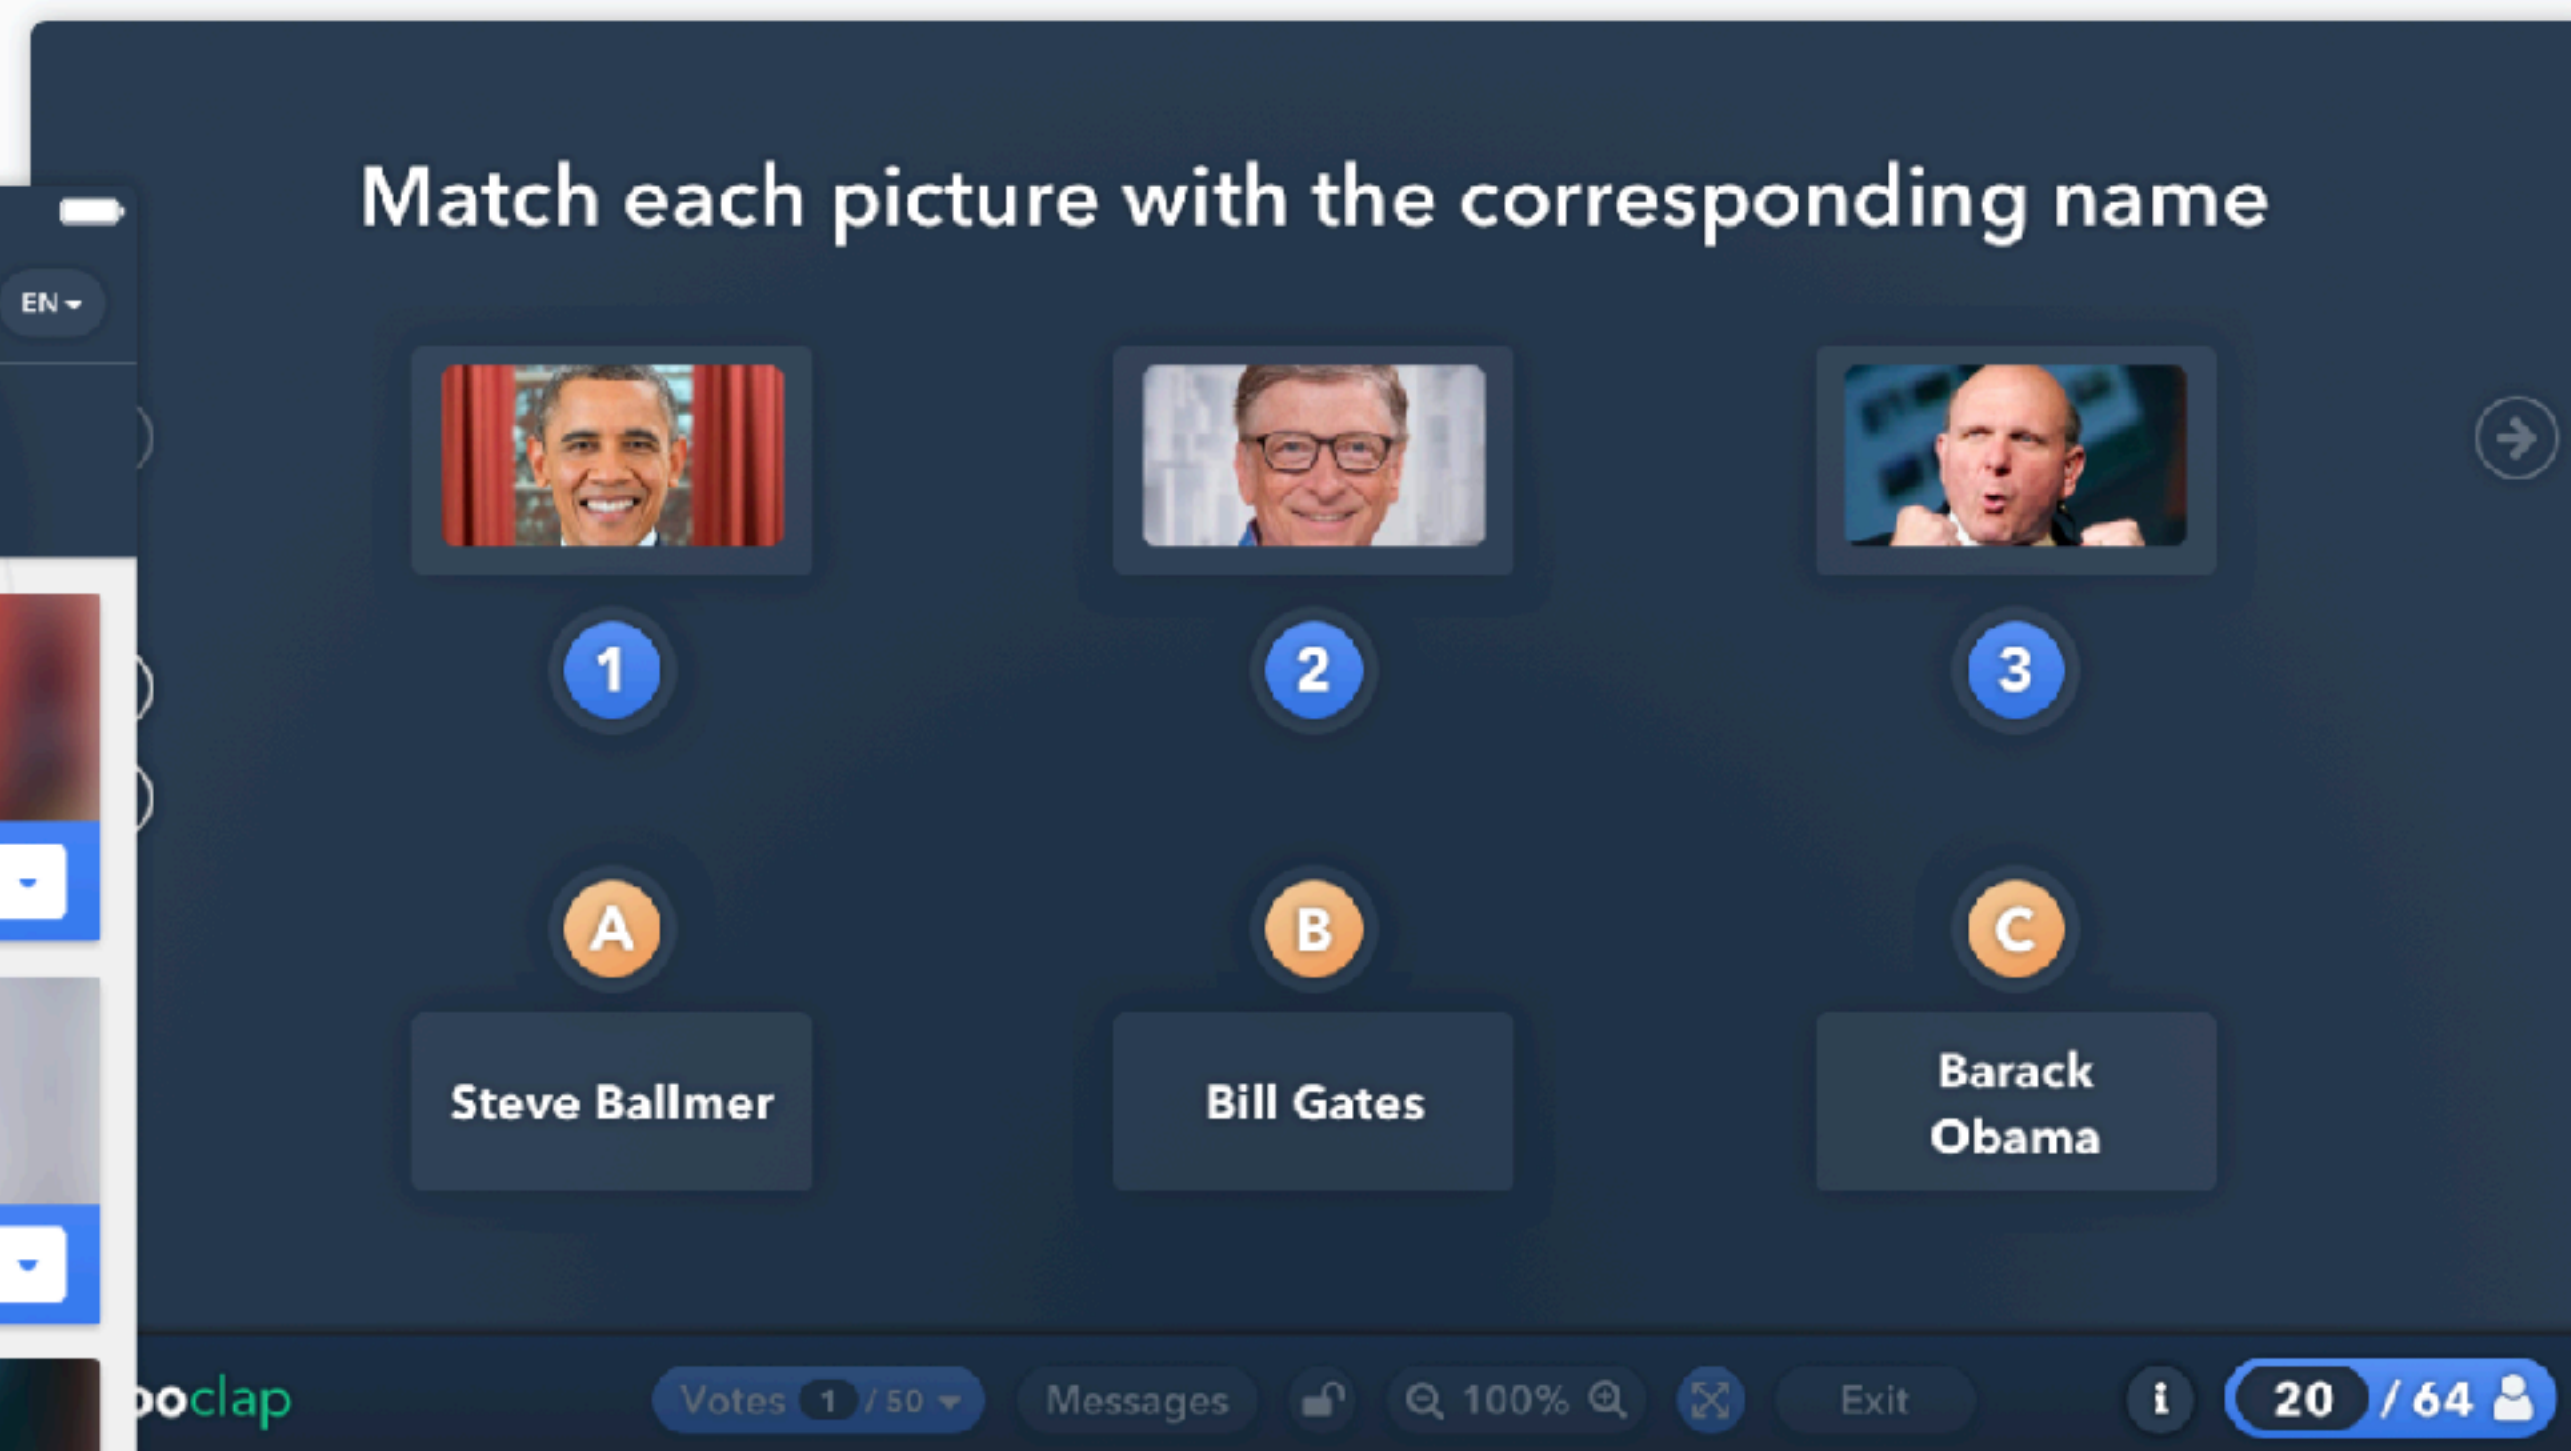 Match each picture with the corresponding name
EN
1
2
3
A
B
C
Steve Ballmer
Bill Gates
Barack
Obama
ooclap
Votes 1 / 50
Messages
100%
Exit
i
20 / 64